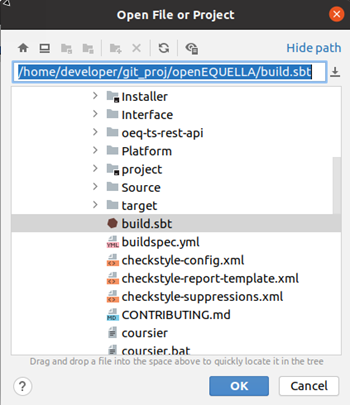 Open File or Project
Hide path
/home/developer/git_proj/openEQUELLA/build.sbt
Installer
Interface
oeq-ts-rest-api
Platform
project
Source
target
build.sbt
YML buildspec.yml
checkstyle-config.xml
checkstyle-report-template.xml
checkstyle-suppressions.xml
MD CONTRIBUTING.md
coursier
coursier.bat
Drag and drop a file into the space above to quickly locate it in the tree
? OK Cancel